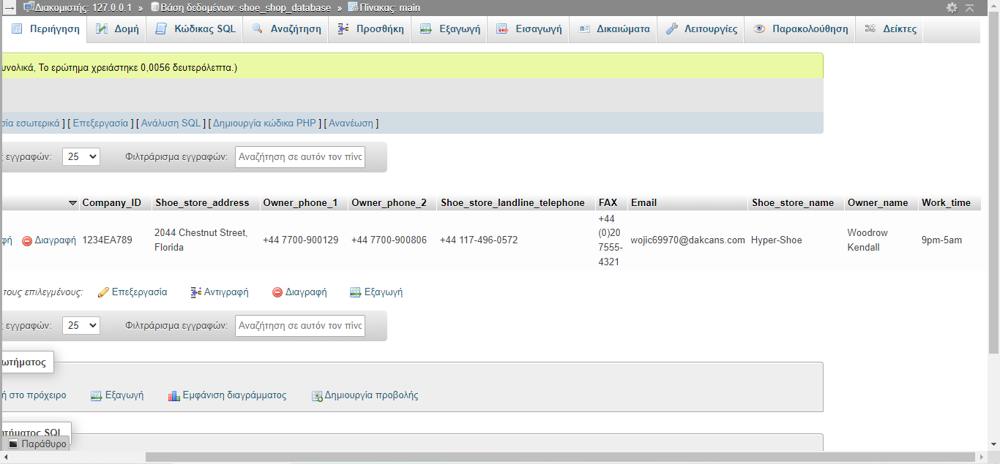 Διακομιστής: 127.0.0.1 » Βάση δεδομένων: shoe_shop_database » Πίνακας: main
Περιήγηση Δομή Κώδικας SQL Αναζήτηση Προσθήκη Εξαγωγή Εισαγωγή Δικαιώματα Λειτουργίες Παρακολούθηση Δείκτες
υνολικά, Το ερώτημα χρειάστηκε 0,0056 δευτερόλεπτα.)
σία εσωτερικά ] [ Επεξεργασία ] [ Ανάλυση SQL ] [ Δημιουργία κώδικα PHP ] [ Ανανέωση ]
ς εγγραφών: 25 Φιλτράρισμα εγγραφών: Αναζήτηση σε αυτόν τον πίνο
Company_ID Shoe_store_address Owner_phone_1 Owner_phone_2 Shoe_store_landline_telephone FAX Email Shoe_store_name Owner_name Work_time
φή Διαγραφή 1234EA789 2044 Chestnut Street, Florida +44 7700-900129 +44 7700-900806 +44 117-496-0572 +44 (0)20 7555-4321 wojic69970@dakcans.com Hyper-Shoe Woodrow Kendall 9pm-5am
τους επιλεγμένους: Επεξεργασία Αντιγραφή Διαγραφή Εξαγωγή
ς εγγραφών: 25 Φιλτράρισμα εγγραφών: Αναζήτηση σε αυτόν τον πίνο
ωτήματος
ή στο πρόχειρο Εξαγωγή Εμφάνιση διαγράμματος Δημιουργία προβολής
ωτήματος SQL
Παράθυρο